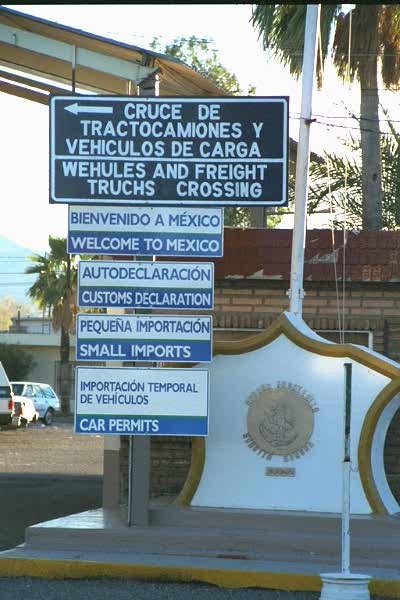 CRUCE DE
TRACTOCAMIONES Y
VEHICULOS DE CARGA
WEHULES AND FREIGHT
TRUCHS CROSSING
BIENVENIDO A MÉXICO
WELCOME TO MEXICO
AUTODECLARACIÓN
CUSTOMS DECLARATION
PEQUEÑA IMPORTACIÓN
SMALL IMPORTS
IMPORTACIÓN TEMPORAL
DE VEHÍCULOS
CAR PERMITS